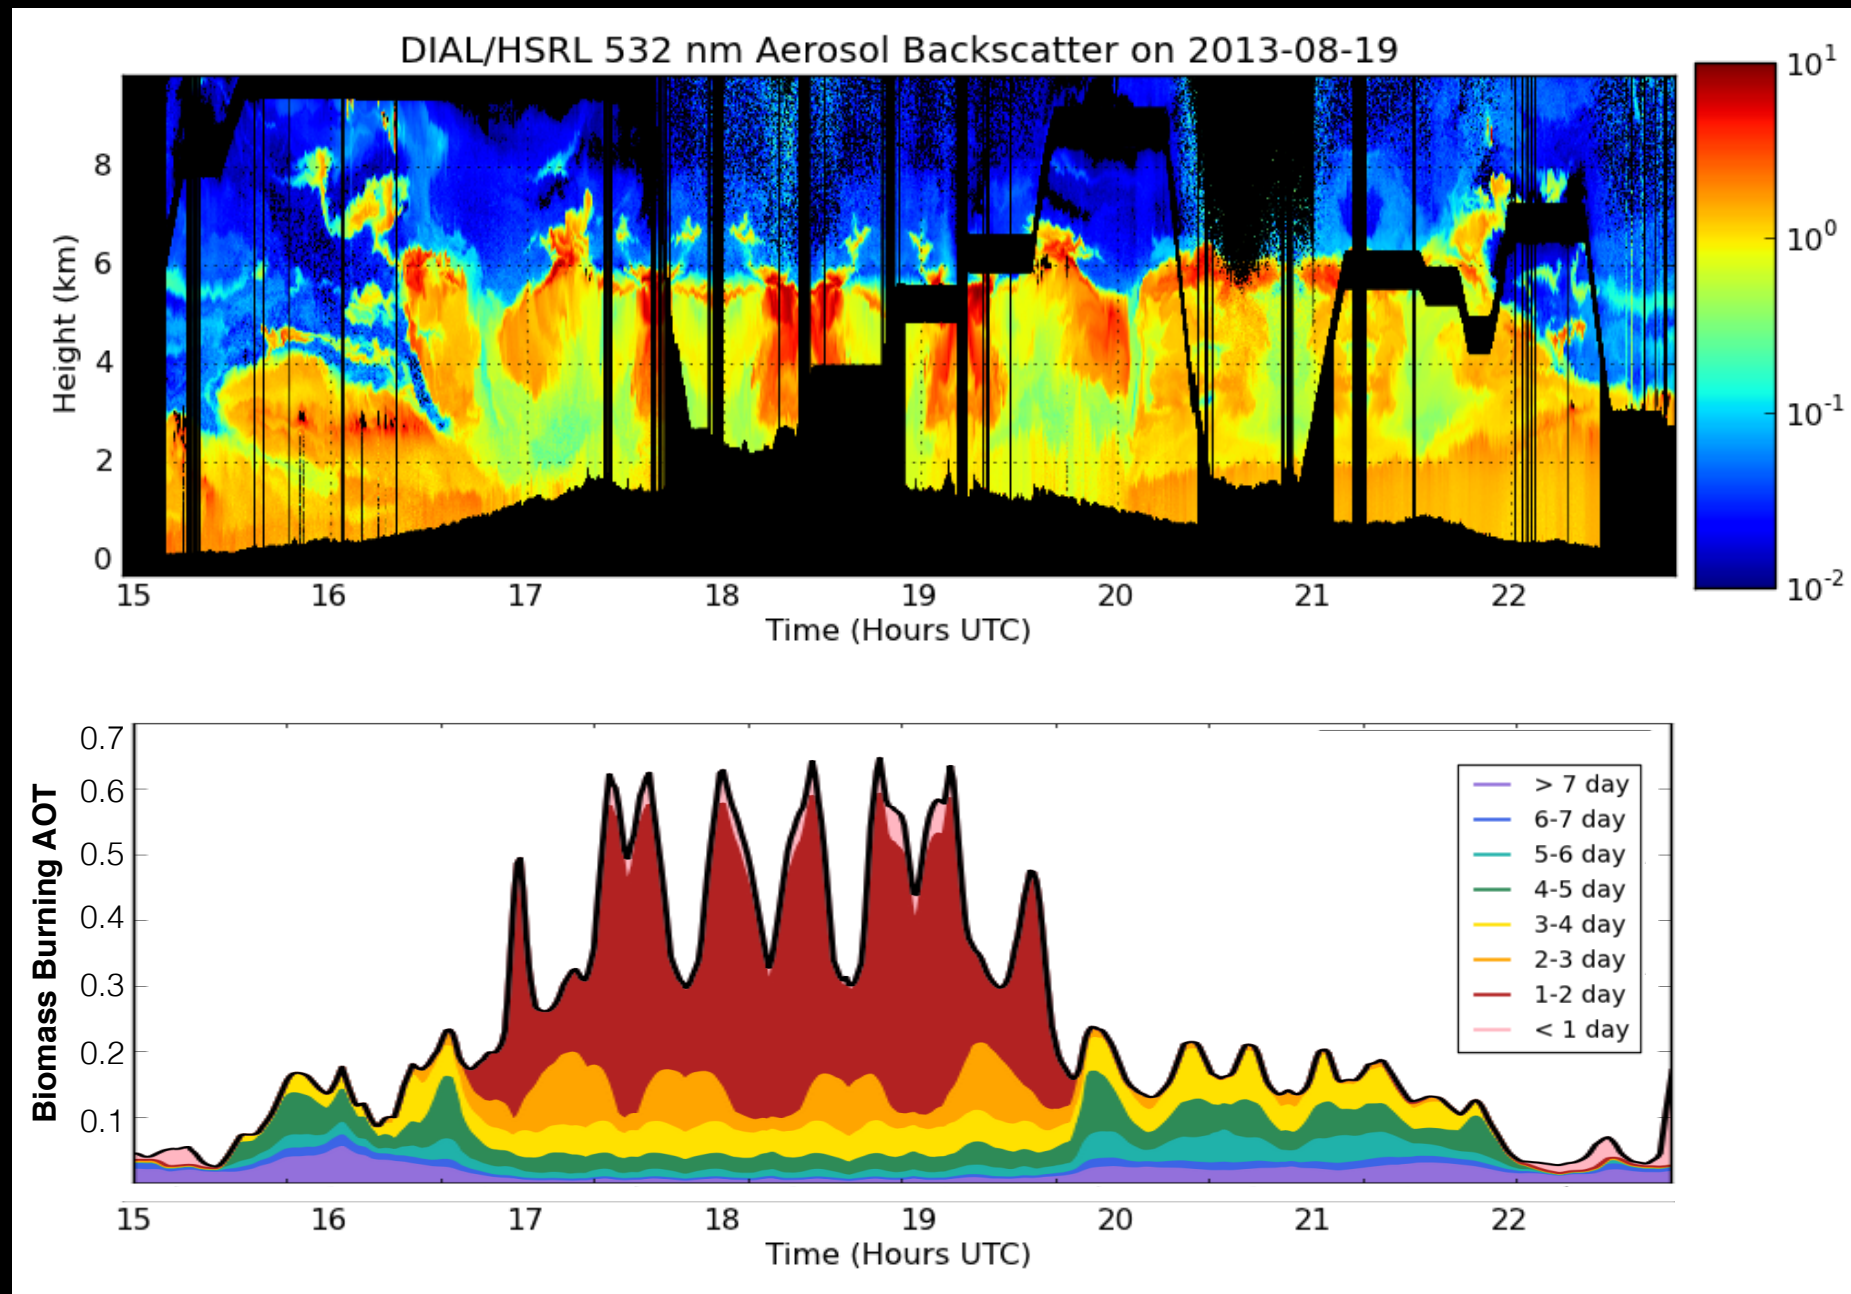 DIAL/HSRL 532 nm Aerosol Backscatter on 2013-08-19
10^1
10^0
10^-1
10^-2
Height (km)
8
6
4
2
0
15 16 17 18 19 20 21 22
Time (Hours UTC)
Biomass Burning AOT
0.7
0.6
0.5
0.4
0.3
0.2
0.1
> 7 day
6-7 day
5-6 day
4-5 day
3-4 day
2-3 day
1-2 day
< 1 day
15 16 17 18 19 20 21 22
Time (Hours UTC)